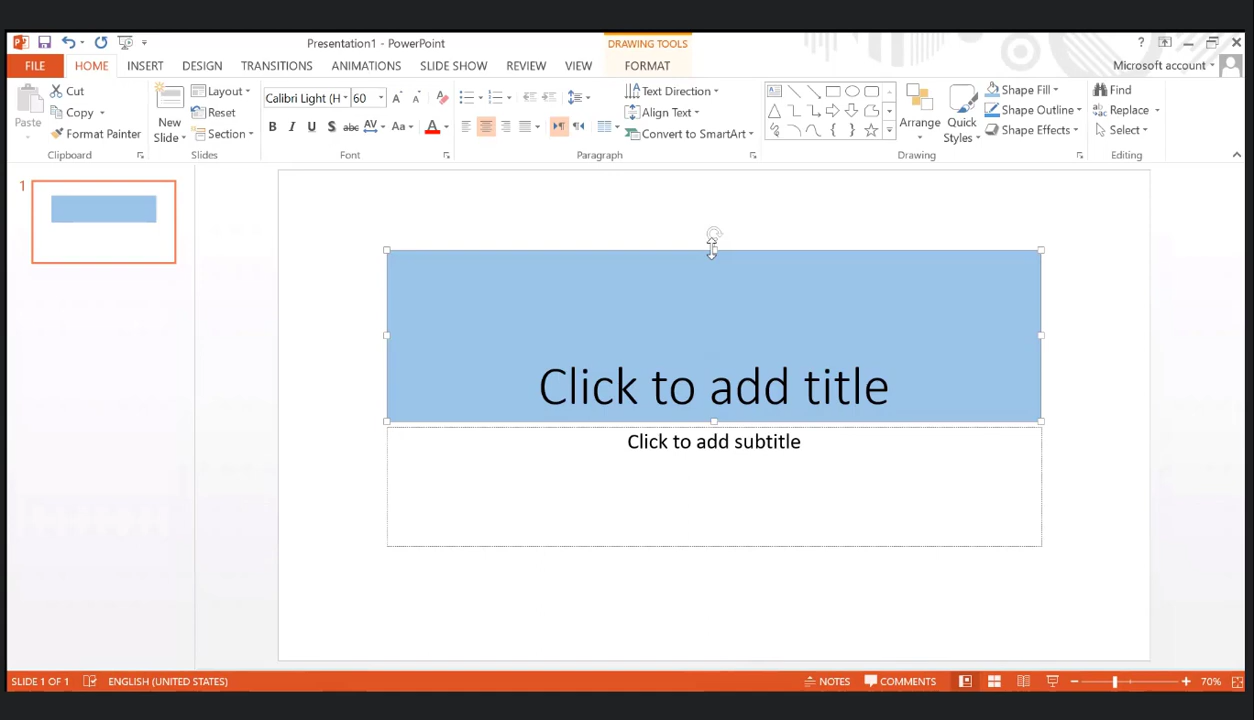 Presentation1 - PowerPoint
DRAWING TOOLS
?
FILE HOME INSERT DESIGN TRANSITIONS ANIMATIONS SLIDE SHOW REVIEW VIEW FORMAT Microsoft account
Paste
Cut
Copy
Format Painter
Clipboard
New
Slide
Layout
Reset
Section
Slides
Calibri Light (H 60
B I U S abc AV Aa A
Font
Text Direction
Align Text
Convert to SmartArt
Paragraph
Arrange
Quick
Styles
Shape Fill
Shape Outline
Shape Effects
Drawing
Find
Replace
Select
Editing
1
Click to add title
Click to add subtitle
SLIDE 1 OF 1 ENGLISH (UNITED STATES) NOTES COMMENTS 70%